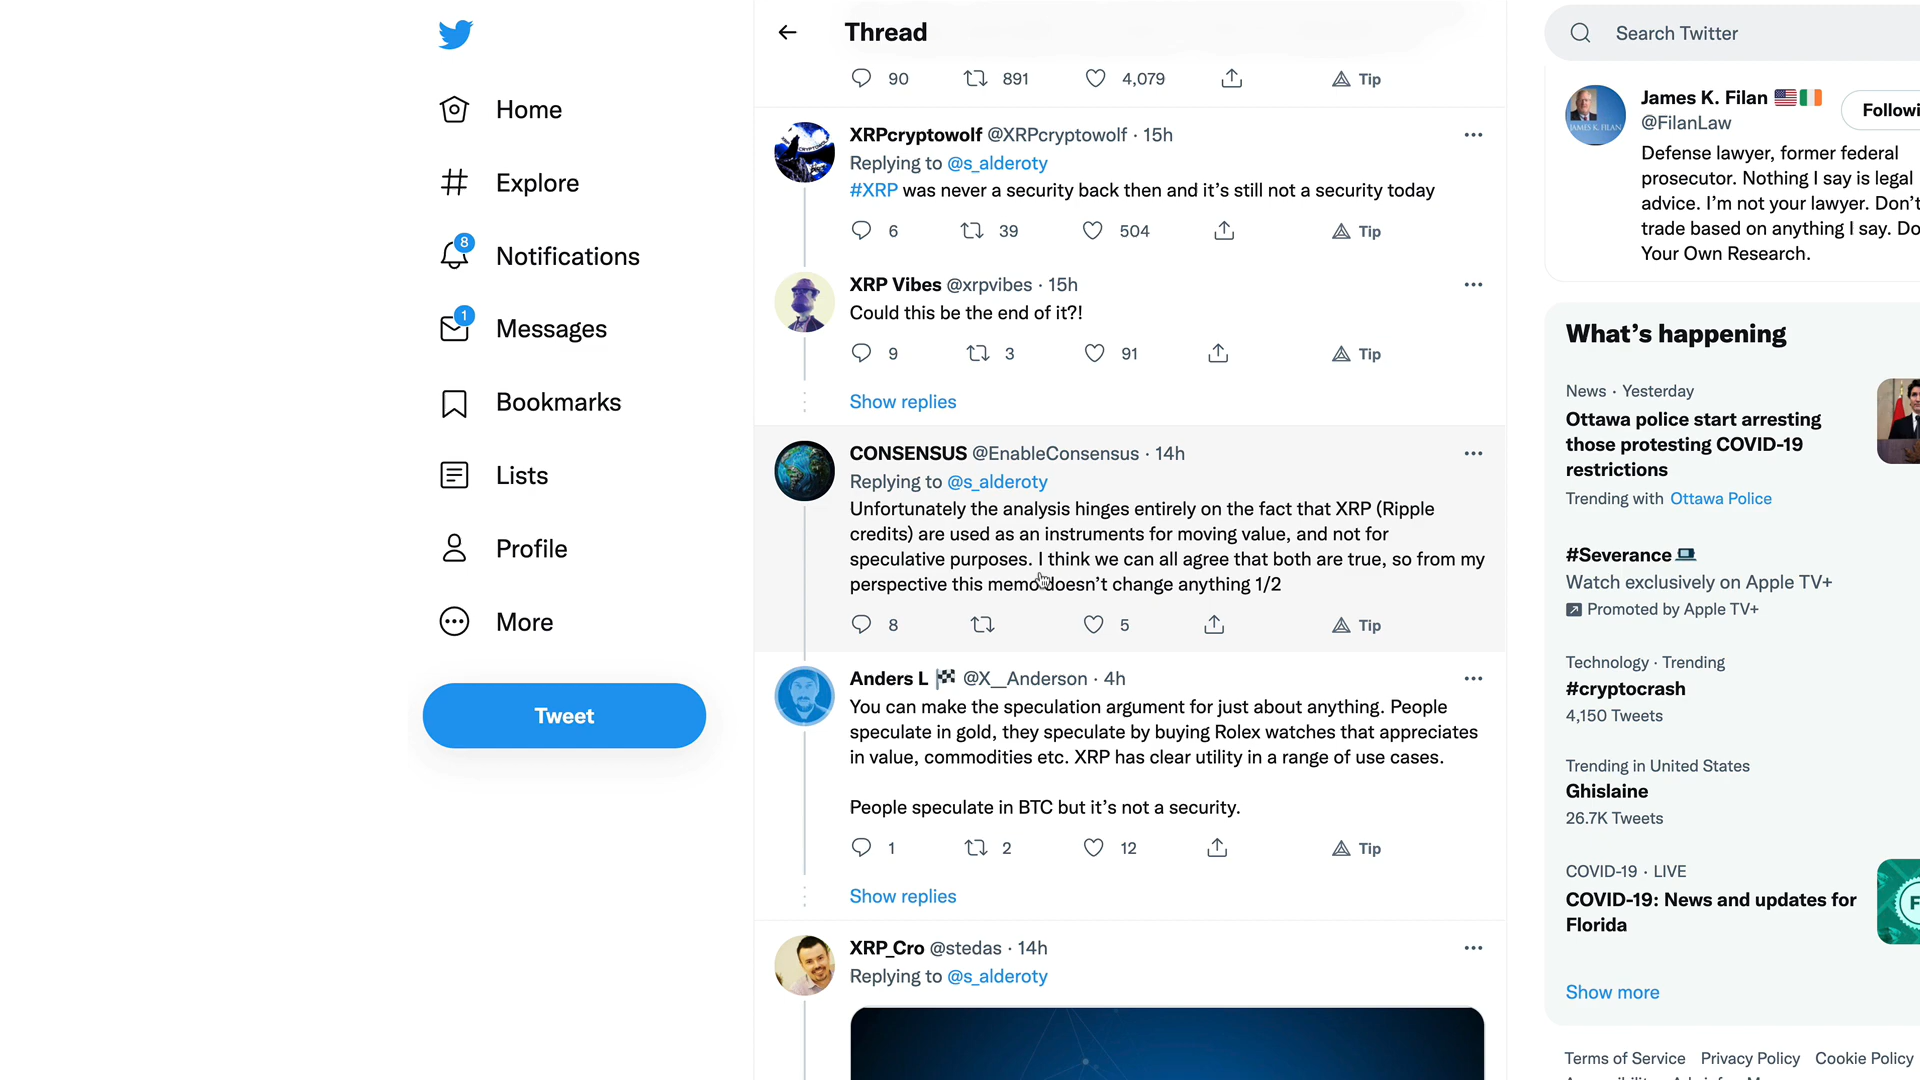 Home
Explore
8
Notifications
1
Messages
Bookmarks
Lists
Profile
More
Tweet
Thread
90 891 4,079 Tip
XRPcryptowolf @XRPcryptowolf · 15h
Replying to @s_alderoty
#XRP was never a security back then and it’s still not a security today
6 39 504 Tip
XRP Vibes @xrpvibes · 15h
Could this be the end of it?!
9 3 91 Tip
Show replies
CONSENSUS @EnableConsensus · 14h
Replying to @s_alderoty
Unfortunately the analysis hinges entirely on the fact that XRP (Ripple
credits) are used as an instruments for moving value, and not for
speculative purposes. I think we can all agree that both are true, so from my
perspective this memo doesn’t change anything 1/2
8 5 Tip
Anders L @X__Anderson · 4h
You can make the speculation argument for just about anything. People
speculate in gold, they speculate by buying Rolex watches that appreciates
in value, commodities etc. XRP has clear utility in a range of use cases.
People speculate in BTC but it’s not a security.
1 2 12 Tip
Show replies
XRP_Cro @stedas · 14h
Replying to @s_alderoty
Search Twitter
James K. Filan
@FilanLaw
Followi
JAMES K. FILAN
Defense lawyer, former federal
prosecutor. Nothing I say is legal
advice. I’m not your lawyer. Don’t
trade based on anything I say. Do
Your Own Research.
What’s happening
News · Yesterday
Ottawa police start arresting
those protesting COVID-19
restrictions
Trending with Ottawa Police
#Severance
Watch exclusively on Apple TV+
Promoted by Apple TV+
Technology · Trending
#cryptocrash
4,150 Tweets
Trending in United States
Ghislaine
26.7K Tweets
COVID-19 · LIVE
COVID-19: News and updates for
Florida
F
Show more
Terms of Service Privacy Policy Cookie Policy